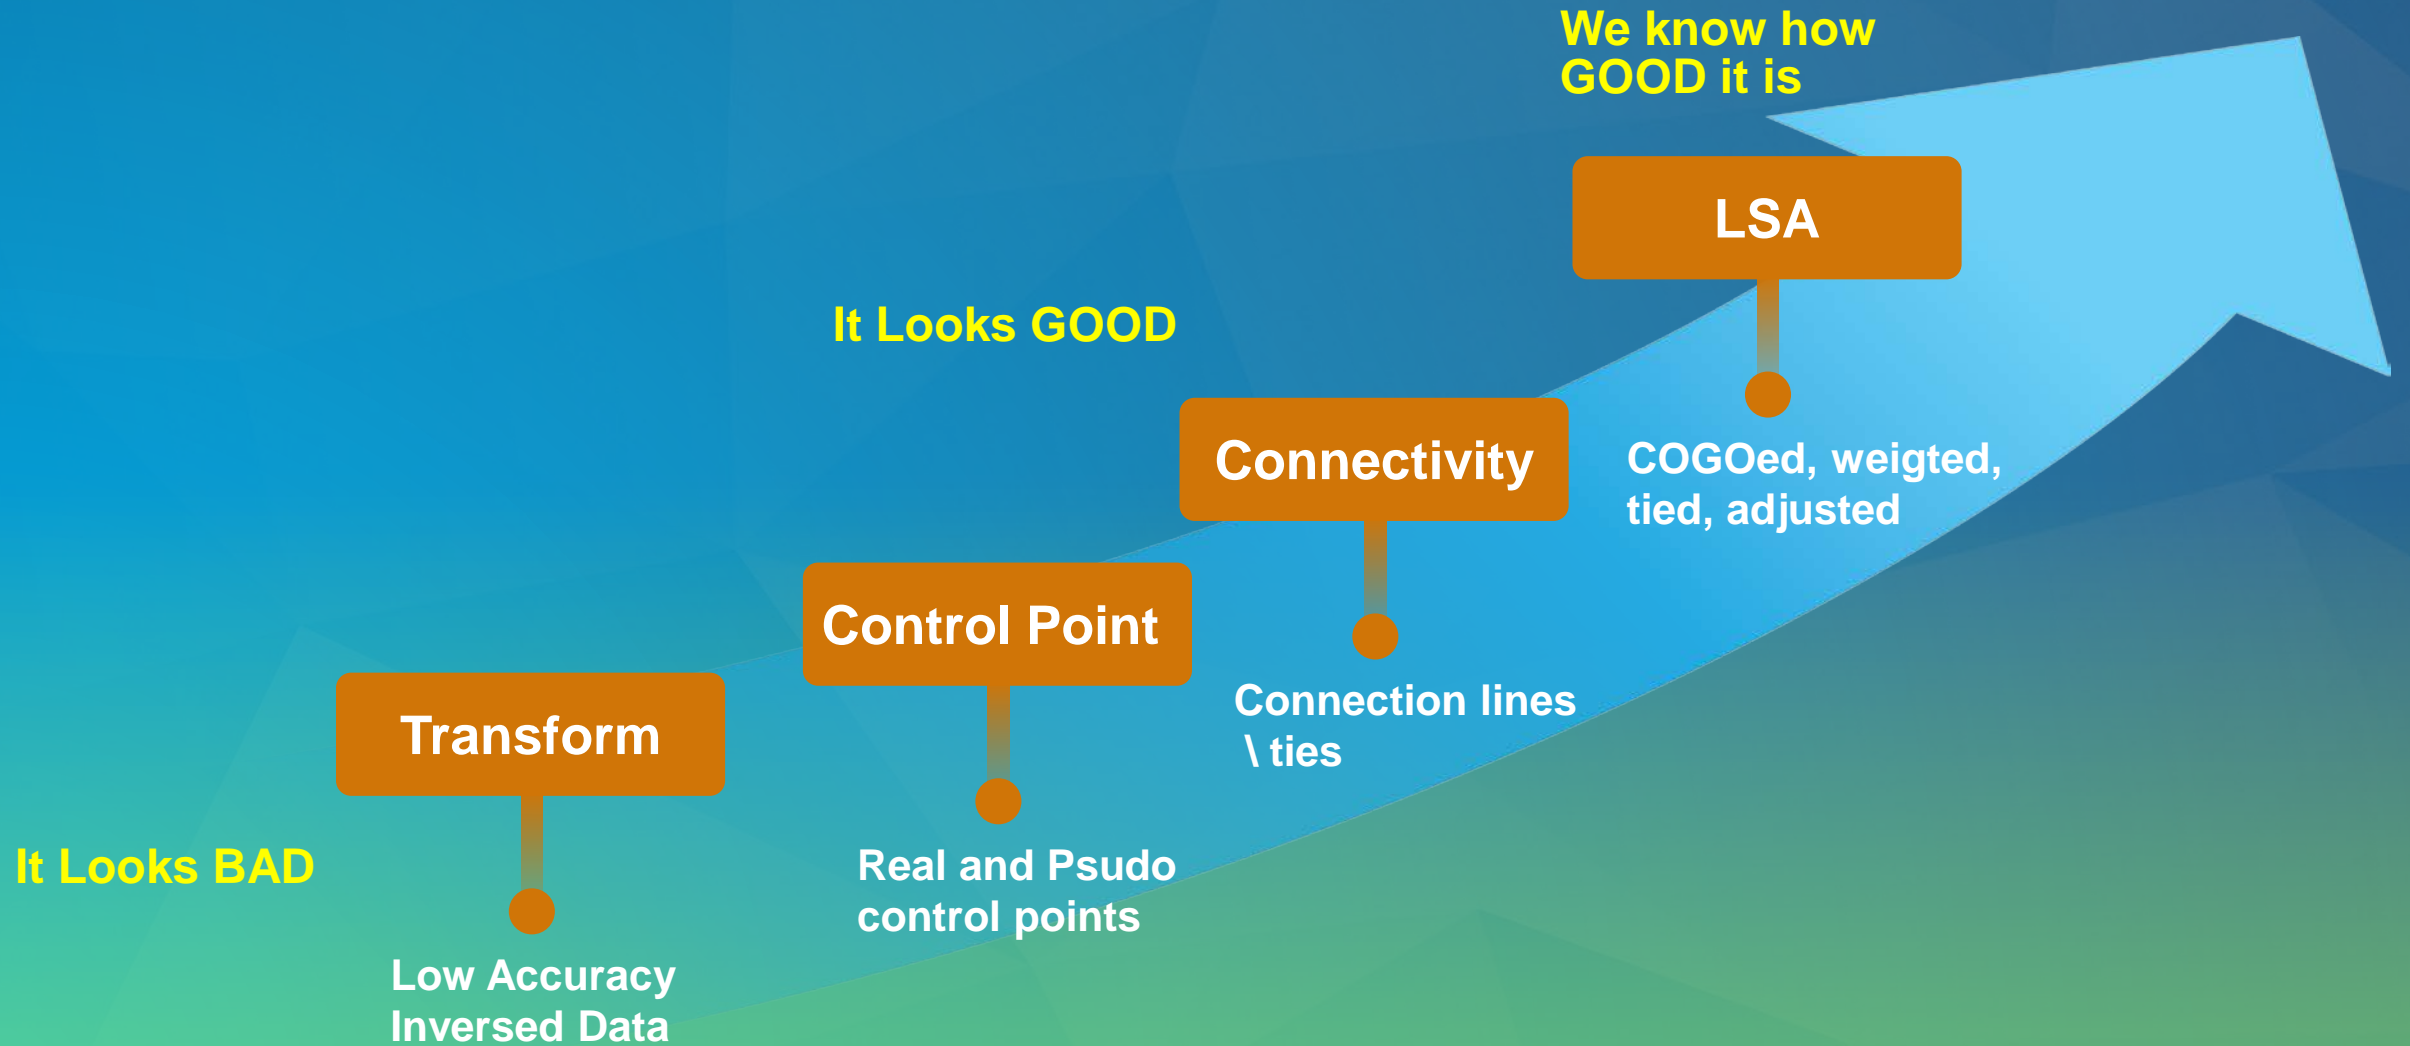 We know how
GOOD it is
LSA
COGOed, weigted,
tied, adjusted
It Looks GOOD
Connectivity
Connection lines
\ ties
Control Point
Real and Psudo
control points
Transform
Low Accuracy
Inversed Data
It Looks BAD